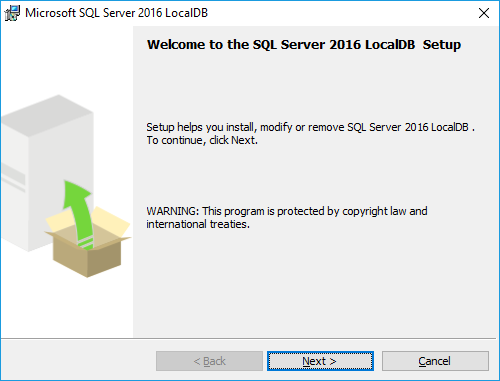 Microsoft SQL Server 2016 LocalDB
Welcome to the SQL Server 2016 LocalDB  Setup
Setup helps you install, modify or remove SQL Server 2016 LocalDB .
To continue, click Next.
WARNING: This program is protected by copyright law and
international treaties.
< Back
Next >
Cancel